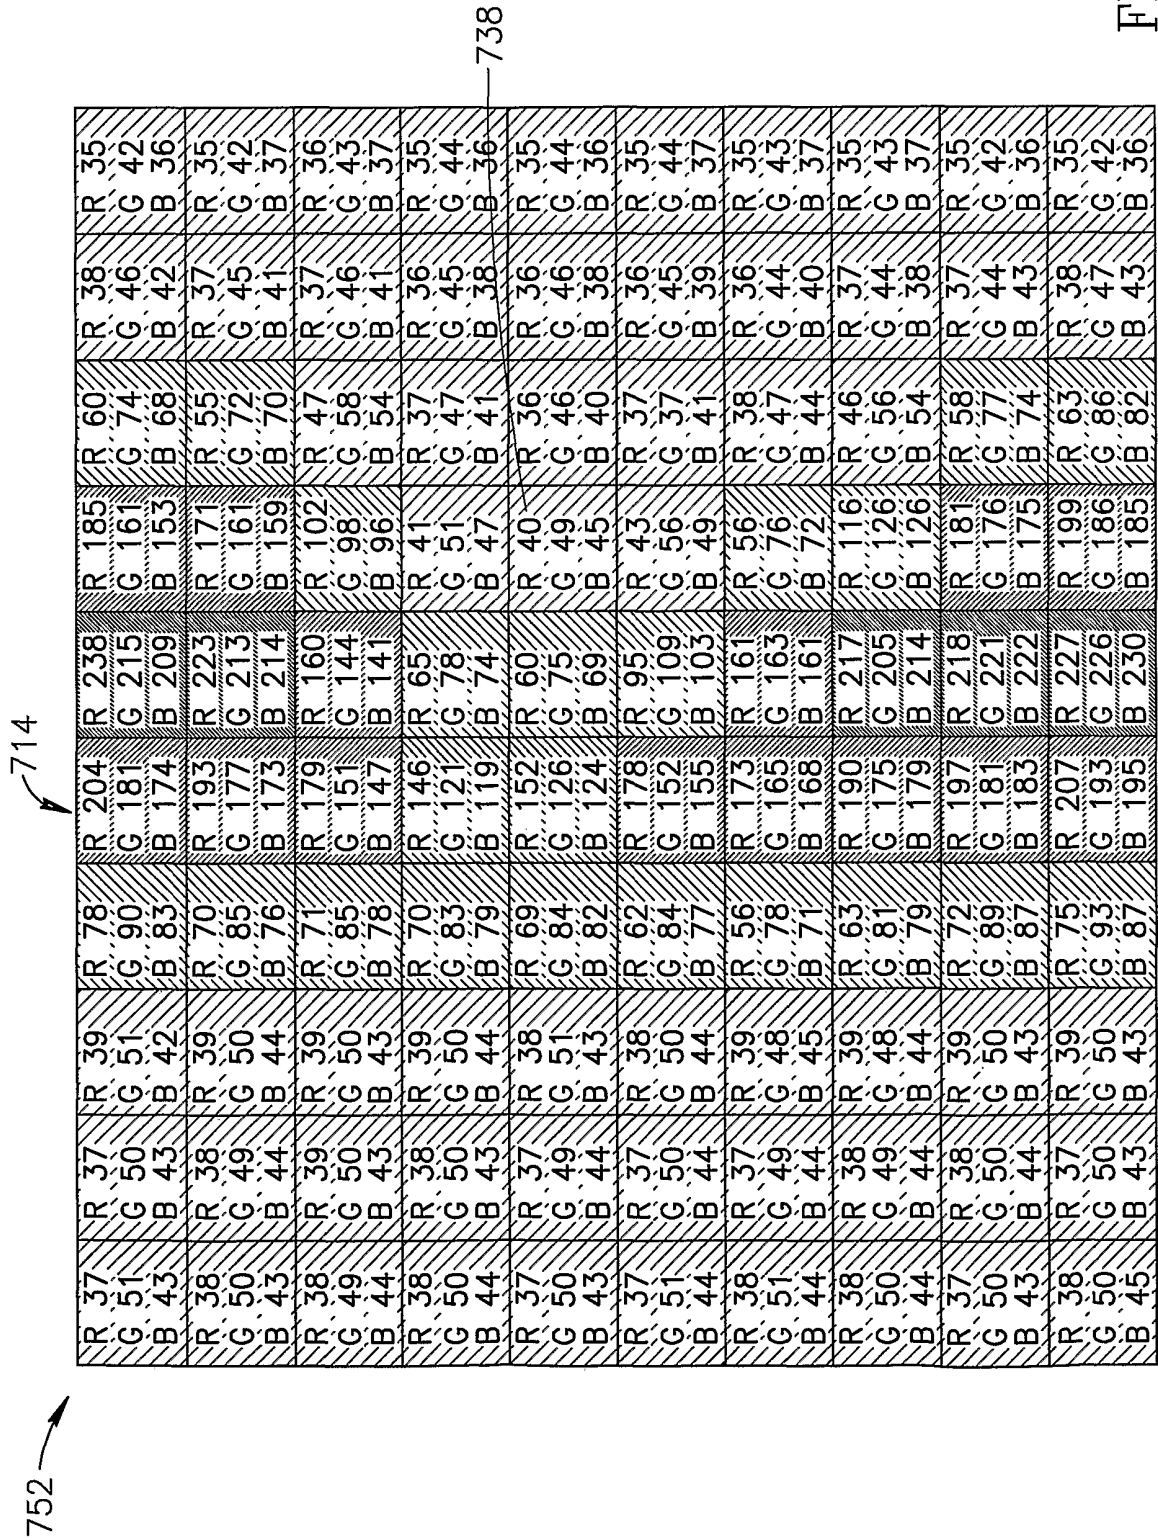 752
714
R 37 R 37 R 39 R 78 R 204 R 238 R 185 R 60 R 38 R 35
G 51 G 50 G 51 G 90 G 181 G 215 G 161 G 74 G 46 G 42
B 43 B 43 B 42 B 83 B 174 B 209 B 153 B 68 B 42 B 36
R 38 R 38 R 39 R 70 R 193 R 223 R 171 R 55 R 37 R 35
G 50 G 49 G 50 G 85 G 177 G 213 G 161 G 72 G 45 G 42
B 43 B 44 B 44 B 76 B 173 B 214 B 159 B 70 B 41 B 37
R 38 R 39 R 39 R 71 R 179 R 160 R 102 R 47 R 37 R 36
G 49 G 50 G 50 G 85 G 151 G 144 G 98 G 58 G 46 G 43
B 44 B 43 B 43 B 78 B 147 B 141 B 96 B 54 B 41 B 37
R 38 R 38 R 39 R 70 R 146 R 65 R 41 R 37 R 36 R 35
G 50 G 50 G 50 G 83 G 121 G 78 G 51 G 47 G 45 G 44
B 44 B 43 B 44 B 79 B 119 B 74 B 47 B 41 B 38 B 36
738
R 37 R 37 R 38 R 69 R 152 R 60 R 40 R 36 R 36 R 35
G 50 G 49 G 51 G 84 G 126 G 75 G 49 G 46 G 46 G 44
B 43 B 44 B 43 B 82 B 124 B 69 B 45 B 40 B 38 B 36
R 37 R 37 R 38 R 62 R 178 R 95 R 43 R 37 R 36 R 35
G 51 G 50 G 50 G 84 G 152 G 109 G 56 G 37 G 45 G 44
B 44 B 44 B 44 B 77 B 155 B 103 B 49 B 41 B 39 B 37
R 38 R 37 R 39 R 56 R 173 R 161 R 56 R 38 R 36 R 35
G 51 G 49 G 48 G 78 G 165 G 163 G 76 G 47 G 44 G 43
B 44 B 44 B 45 B 71 B 168 B 161 B 72 B 44 B 40 B 37
R 38 R 38 R 39 R 63 R 190 R 217 R 116 R 46 R 37 R 35
G 50 G 49 G 48 G 81 G 175 G 205 G 126 G 56 G 44 G 43
B 44 B 44 B 44 B 79 B 179 B 214 B 126 B 54 B 38 B 37
R 37 R 38 R 39 R 72 R 197 R 218 R 181 R 58 R 37 R 35
G 50 G 50 G 50 G 89 G 181 G 221 G 176 G 77 G 44 G 42
B 43 B 44 B 43 B 87 B 183 B 222 B 175 B 74 B 43 B 36
R 38 R 37 R 39 R 75 R 207 R 227 R 199 R 63 R 38 R 35
G 50 G 50 G 50 G 93 G 193 G 226 G 186 G 86 G 47 G 42
B 45 B 43 B 43 B 87 B 195 B 230 B 185 B 82 B 43 B 36